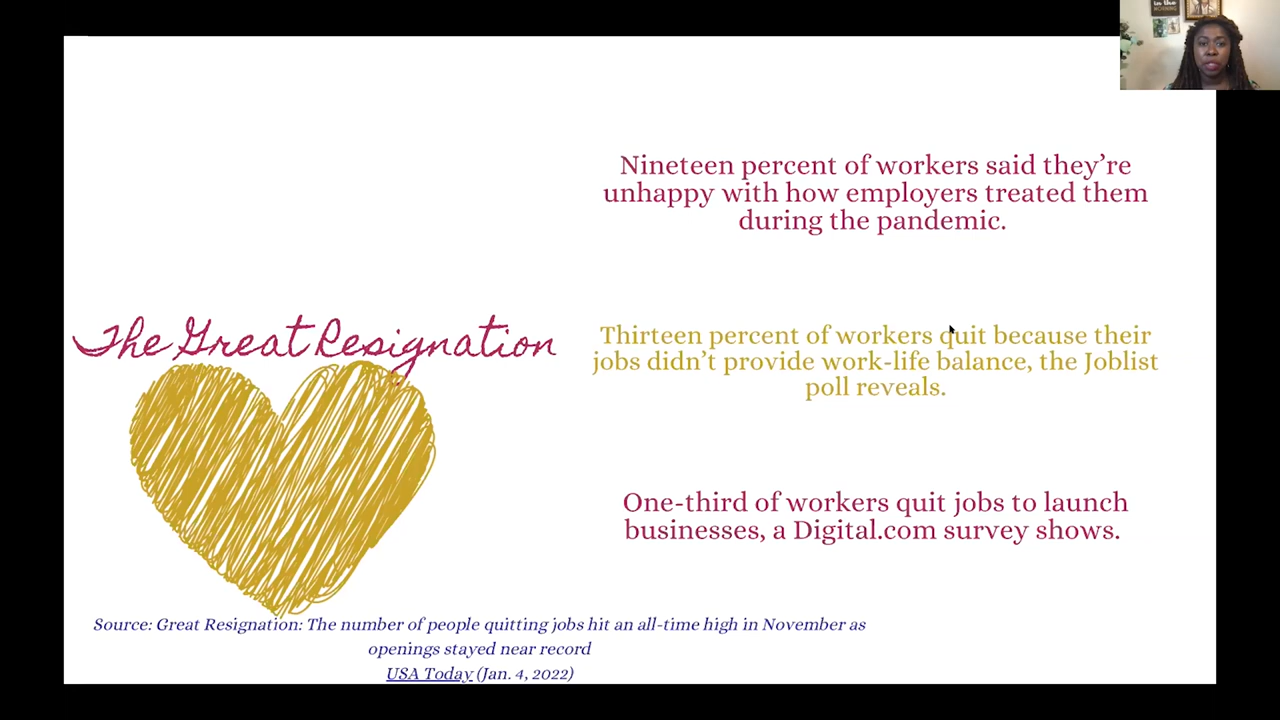 in the
MORNING
Nineteen percent of workers said they're
unhappy with how employers treated them
during the pandemic.
The Great Resignation
Thirteen percent of workers quit because their
jobs didn't provide work-life balance, the Joblist
poll reveals.
One-third of workers quit jobs to launch
businesses, a Digital.com survey shows.
Source: Great Resignation: The number of people quitting jobs hit an all-time high in November as
openings stayed near record
USA Today (Jan. 4, 2022)